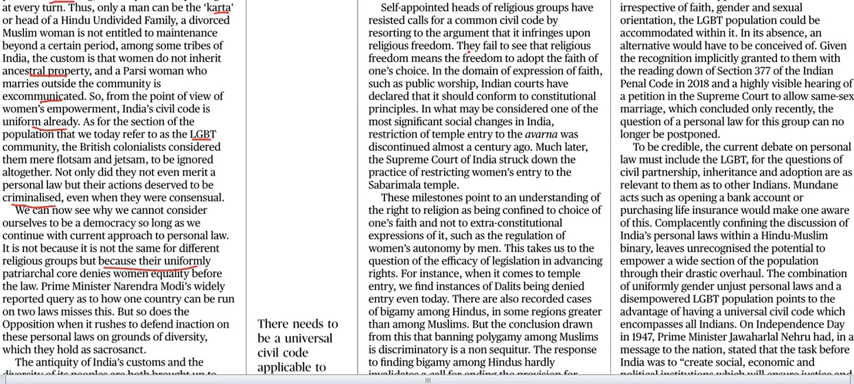 at every turn. Thus, only a man can be the ‘karta’
or head of a Hindu Undivided Family, a divorced
Muslim woman is not entitled to maintenance
beyond a certain period, among some tribes of
India, the custom is that women do not inherit
ancestral property, and a Parsi woman who
marries outside the community is
excommunicated. So, from the point of view of
women’s empowerment, India’s civil code is
uniform already. As for the section of the
population that we today refer to as the LGBT
community, the British colonialists considered
them mere flotsam and jetsam, to be ignored
altogether. Not only did they not even merit a
personal law but their actions deserved to be
criminalised, even when they were consensual.
We can now see why we cannot consider
ourselves to be a democracy so long as we
continue with current approach to personal law.
It is not because it is not the same for different
religious groups but because their uniformly
patriarchal core denies women equality before
the law. Prime Minister Narendra Modi’s widely
reported query as to how one country can be run
on two laws misses this. But so does the
Opposition when it rushes to defend inaction on
these personal laws on grounds of diversity,
which they hold as sacrosanct.
The antiquity of India’s customs and the
diversity of its peoples are both brought up to
There needs to
be a universal
civil code
applicable to
Self-appointed heads of religious groups have
resisted calls for a common civil code by
resorting to the argument that it infringes upon
religious freedom. They fail to see that religious
freedom means the freedom to adopt the faith of
one’s choice. In the domain of expression of faith,
such as public worship, Indian courts have
declared that it should conform to constitutional
principles. In what may be considered one of the
most significant social changes in India,
restriction of temple entry to the avarna was
discontinued almost a century ago. Much later,
the Supreme Court of India struck down the
practice of restricting women’s entry to the
Sabarimala temple.
These milestones point to an understanding of
the right to religion as being confined to choice of
one’s faith and not to extra-constitutional
expressions of it, such as the regulation of
women’s autonomy by men. This takes us to the
question of the efficacy of legislation in advancing
rights. For instance, when it comes to temple
entry, we find instances of Dalits being denied
entry even today. There are also recorded cases
of bigamy among Hindus, in some regions greater
than among Muslims. But the conclusion drawn
from this that banning polygamy among Muslims
is discriminatory is a non sequitur. The response
to finding bigamy among Hindus hardly
invalidates a call for ending the provision for
irrespective of faith, gender and sexual
orientation, the LGBT population could be
accommodated within it. In its absence, an
alternative would have to be conceived of. Given
the recognition implicitly granted to them with
the reading down of Section 377 of the Indian
Penal Code in 2018 and a highly visible hearing of
a petition in the Supreme Court to allow same-sex
marriage, which concluded only recently, the
question of a personal law for this group can no
longer be postponed.
To be credible, the current debate on personal
law must include the LGBT, for the questions of
civil partnership, inheritance and adoption are as
relevant to them as to other Indians. Mundane
acts such as opening a bank account or
purchasing life insurance would make one aware
of this. Complacently confining the discussion of
India’s personal laws within a Hindu-Muslim
binary, leaves unrecognised the potential to
empower a wide section of the population
through their drastic overhaul. The combination
of uniformly gender unjust personal laws and a
disempowered LGBT population points to the
advantage of having a universal civil code which
encompasses all Indians. On Independence Day
in 1947, Prime Minister Jawaharlal Nehru had, in a
message to the nation, stated that the task before
India was to “create social, economic and
political institutions which will ensure justice and